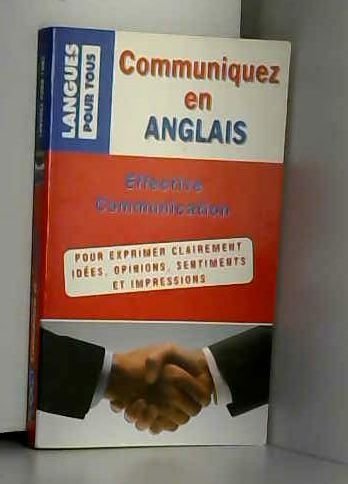 LANGUES
POUR TOUS
Communiquez
en
ANGLAIS
Effective
Communication
POUR EXPRIMER CLAIREMENT
IDÉES, OPINIONS, SENTIMENTS
ET IMPRESSIONS